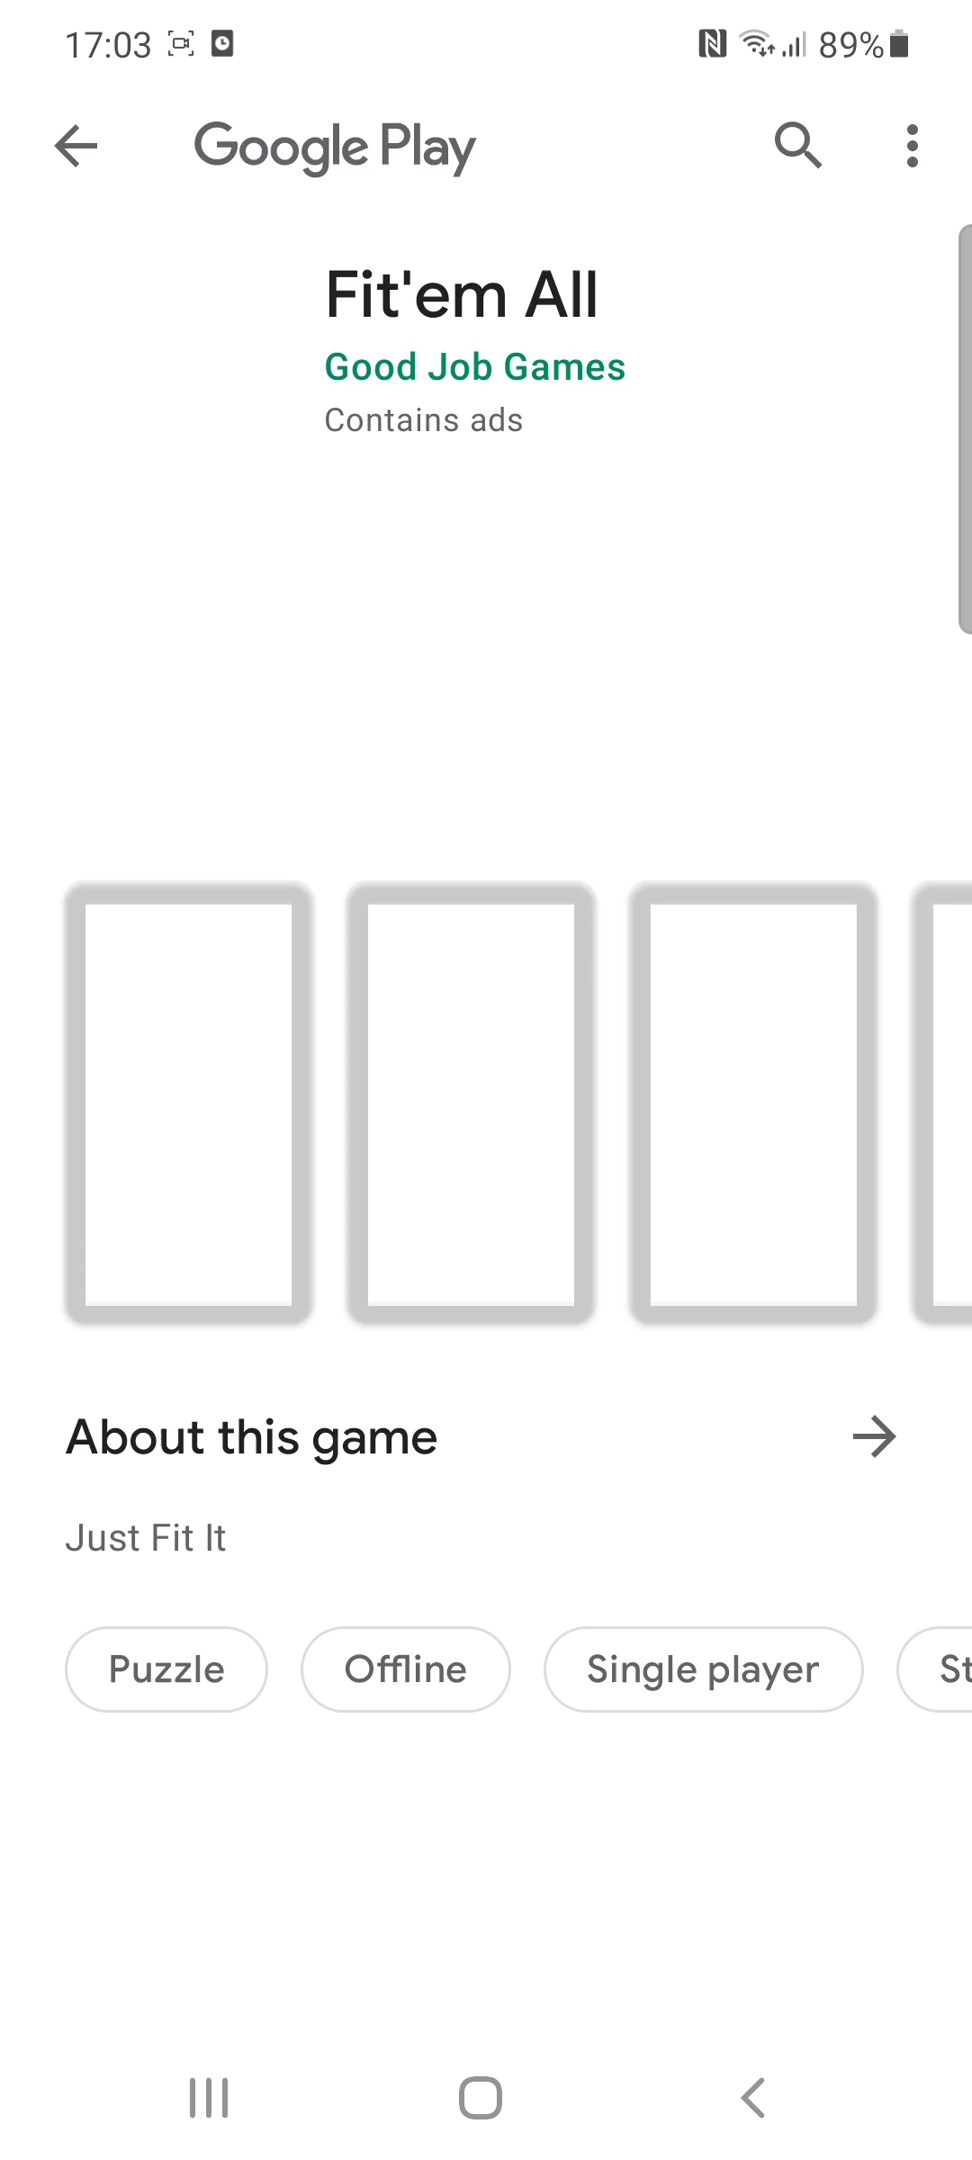 17:03 89%
Google Play
Fit'em All
Good Job Games
Contains ads
About this game
Just Fit It
Puzzle Offline Single player St